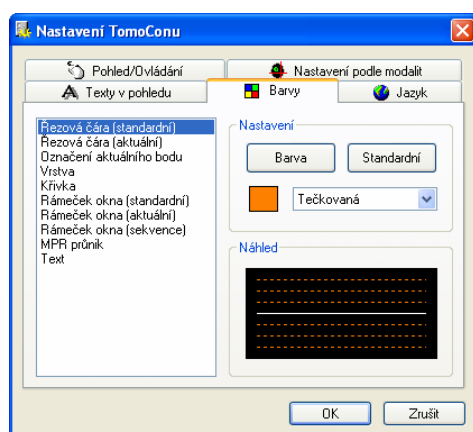 Nastavení TomoConu
Pohled/Ovládání
Nastavení podle modalit
Texty v pohledu
Barvy
Jazyk
Řezová čára (standardní)
Řezová čára (aktuální)
Označení aktuálního bodu
Vrstva
Křivka
Rámeček okna (standardní)
Rámeček okna (aktuální)
Rámeček okna (sekvence)
MPR průnik
Text
Nastavení
Barva
Standardní
Tečkovaná
Náhled
OK
Zrušit